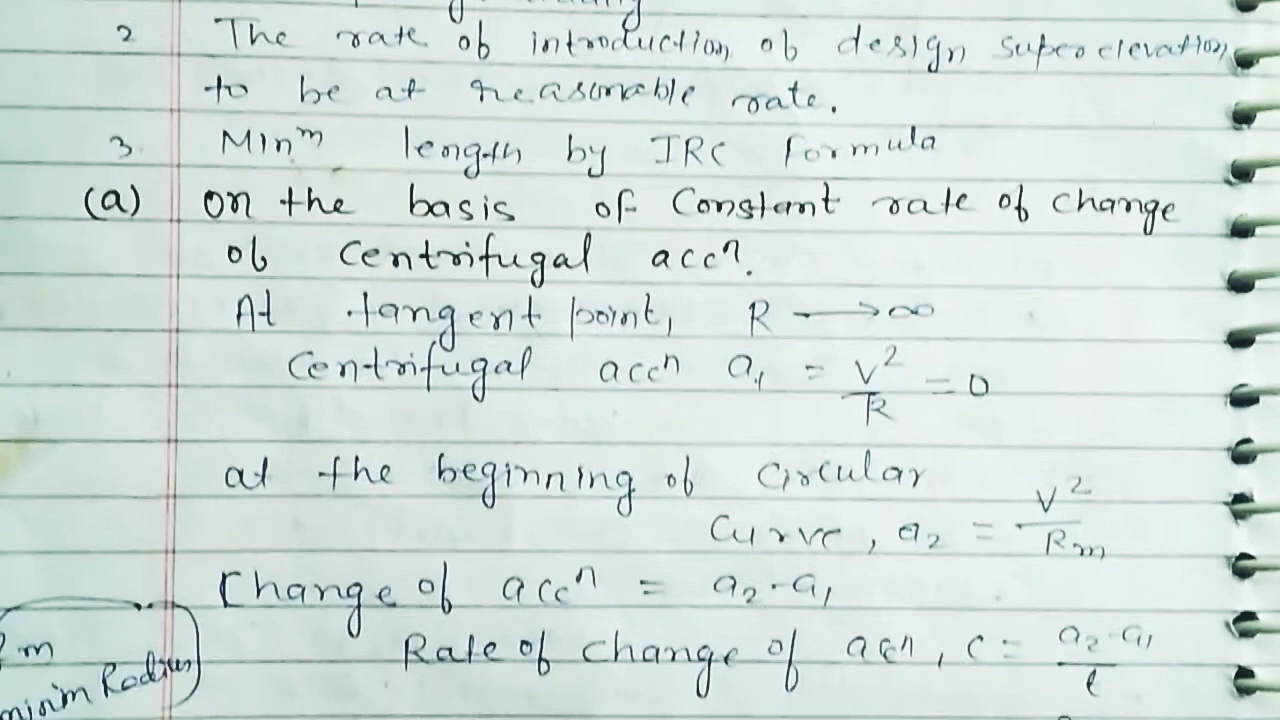 2 The rate of introduction of design superelevation
to be at reasonable rate.
3. Minᵐ length by IRC formula
(a) on the basis of Constant rate of change
of Centrifugal accⁿ.
At tangent point, R → ∞
Centrifugal accⁿ a₁ = V²/R = 0
at the beginning of Circular
Curve, a₂ = V²/Rm
Change of accⁿ = a₂-a₁
Rate of change of accⁿ, c = a₂-a₁/t
m
minim Radius